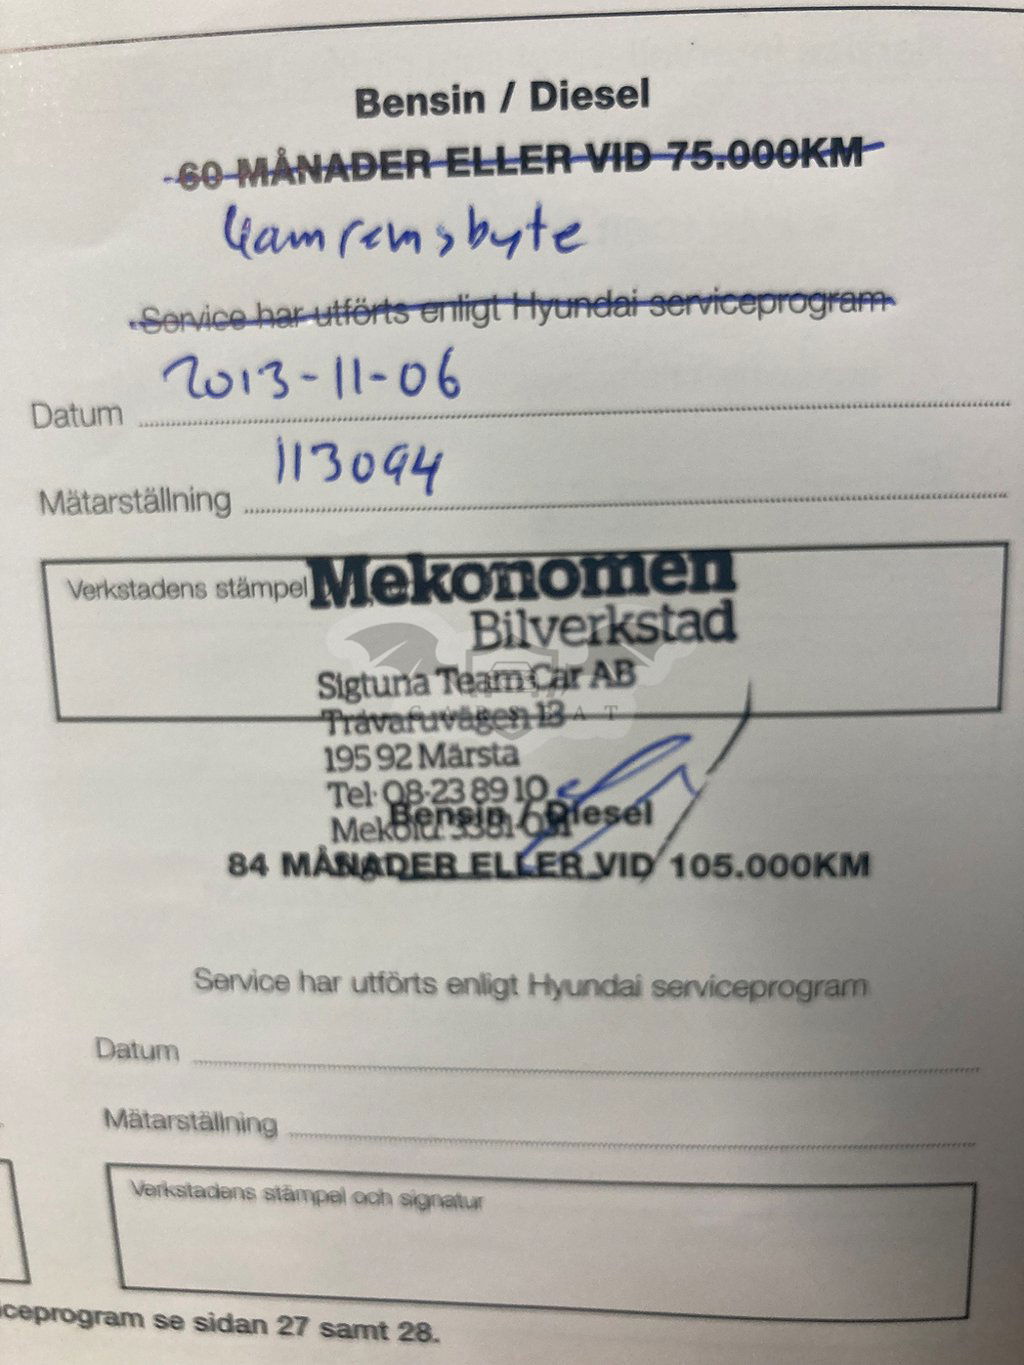 Bensin / Diesel
60 MÅNADER ELLER VID 75.000KM
Kamremsbyte
Service har utförts enligt Hyundai serviceprogram
2013-11-06
Datum
113094
Mätarställning
Verkstadens stämpel
Mekonomen
Bilverkstad
Sigtuna Team Car AB
Travaruvägen 13
195 92 Märsta
Tel 08-23 89 10
Bensin / Diesel
84 MÅNADER ELLER VID 105.000KM
Service har utförts enligt Hyundai serviceprogram
Datum
Mätarställning
Verkstadens stämpel och signatur
iceprogram se sidan 27 samt 28.